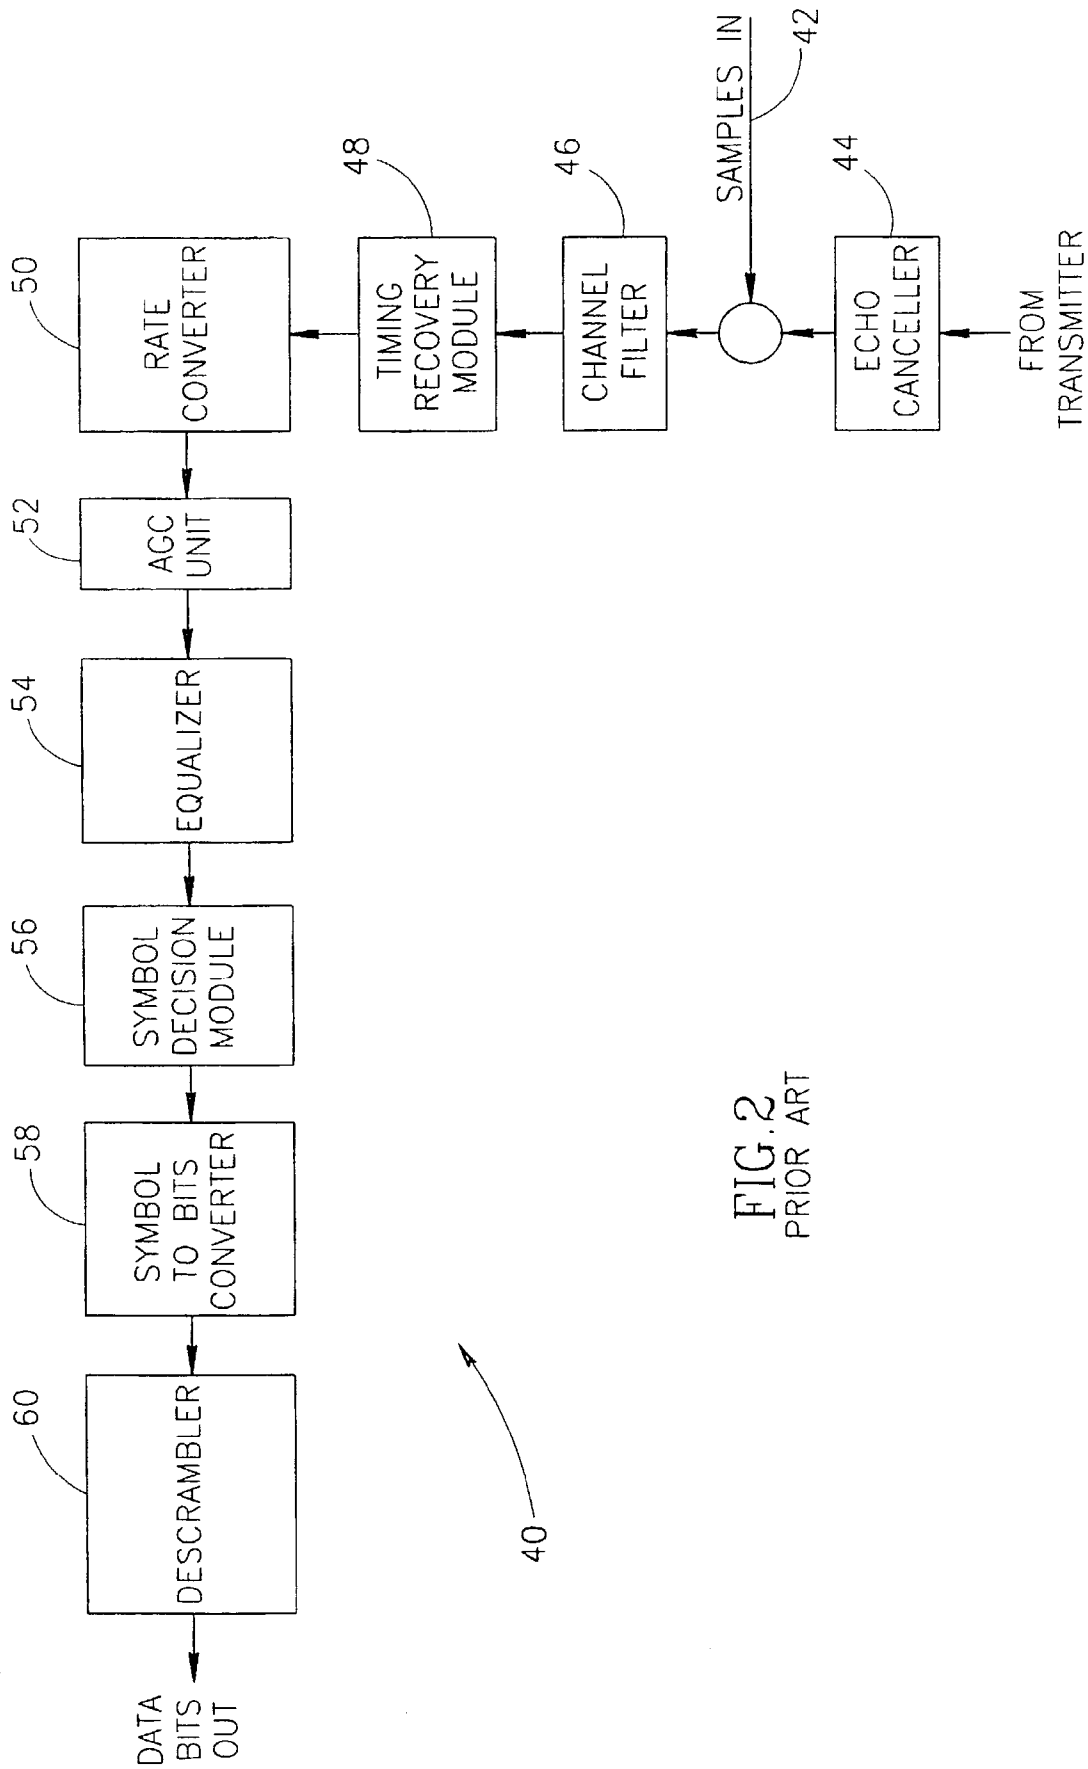 SAMPLES IN
42
FROM
TRANSMITTER
ECHO
CANCELLER
44
CHANNEL
FILTER
46
TIMING
RECOVERY
MODULE
48
RATE
CONVERTER
50
AGC
UNIT
52
EQUALIZER
54
SYMBOL
DECISION
MODULE
56
SYMBOL
TO BITS
CONVERTER
58
DESCRAMBLER
60
DATA
BITS
OUT
40
FIG.2
PRIOR ART